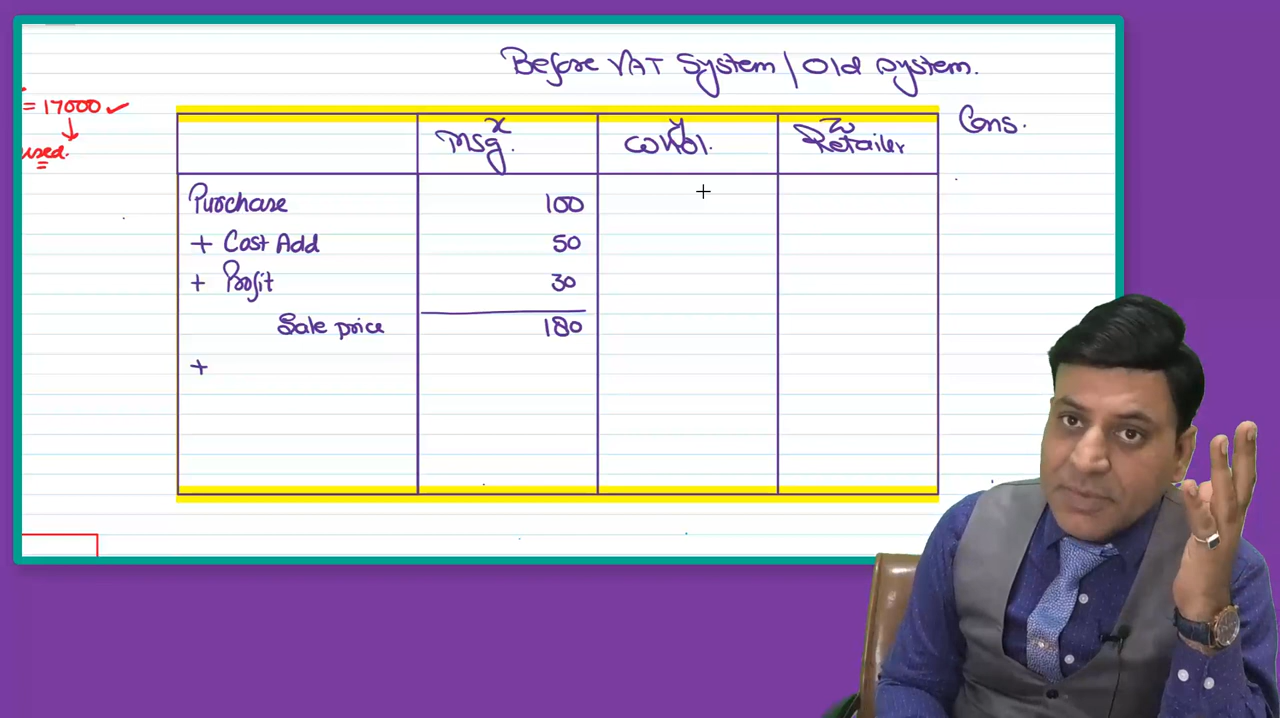 Before VAT System / Old System.
= 17000 ✓
used.
x y z Cons.
Mfg. Whol. Retailer
Purchase 100
+ Cost Add 50
+ Profit 30
Sale price 180
+